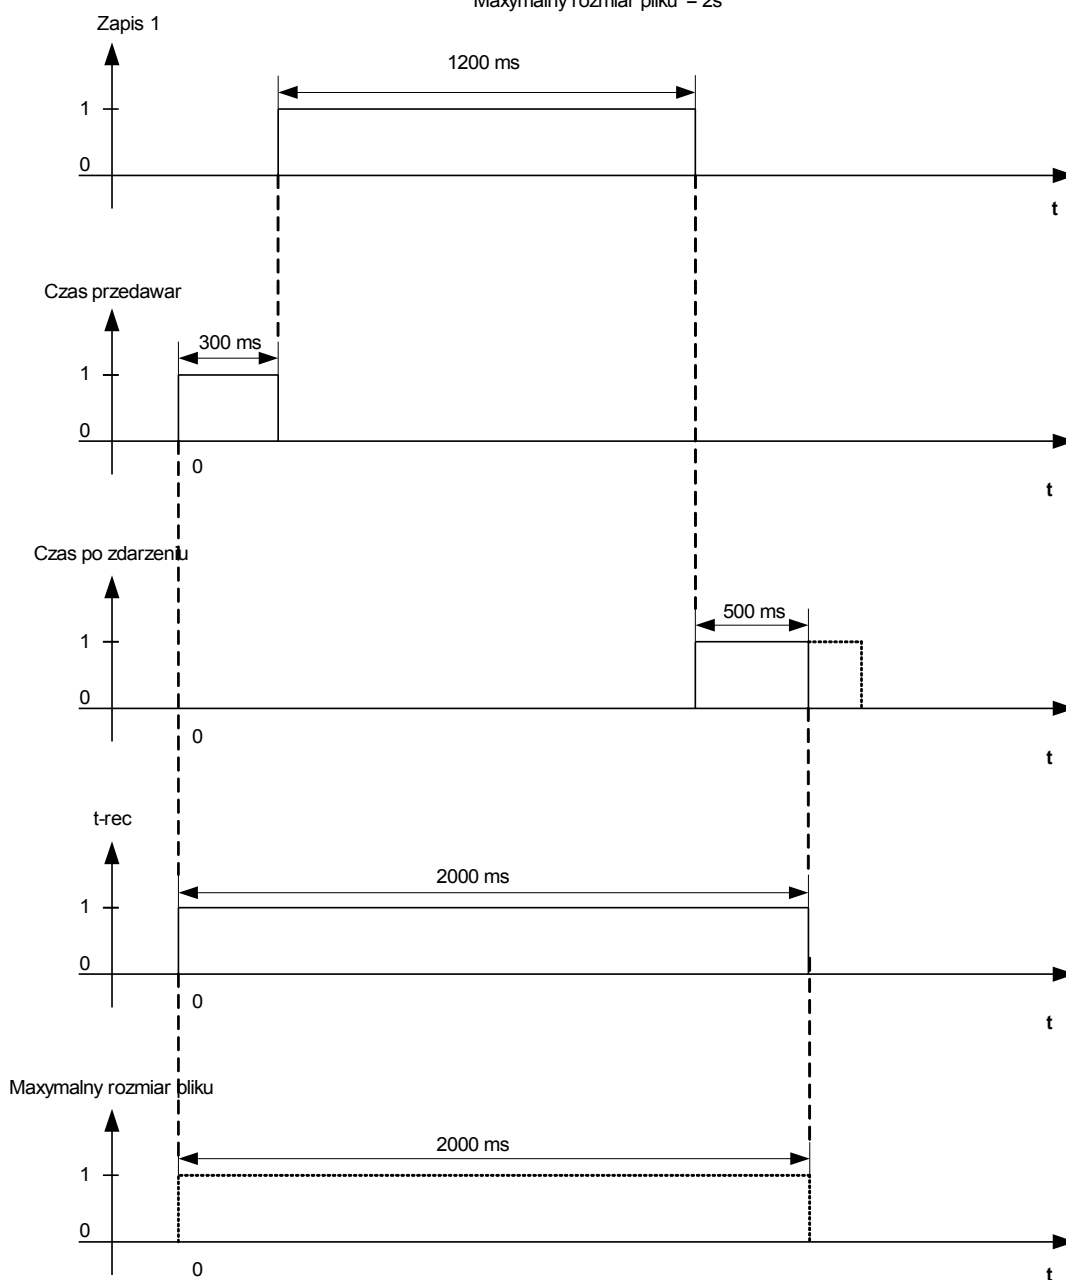 Maxymalny rozmiar pliku = 2s
Zapis 1
1200 ms
1
0
t
Czas przedawar
300 ms
1
0
0
t
Czas po zdarzeniu
500 ms
1
0
0
t
t-rec
2000 ms
1
0
0
t
Maxymalny rozmiar pliku
2000 ms
1
0
0
t